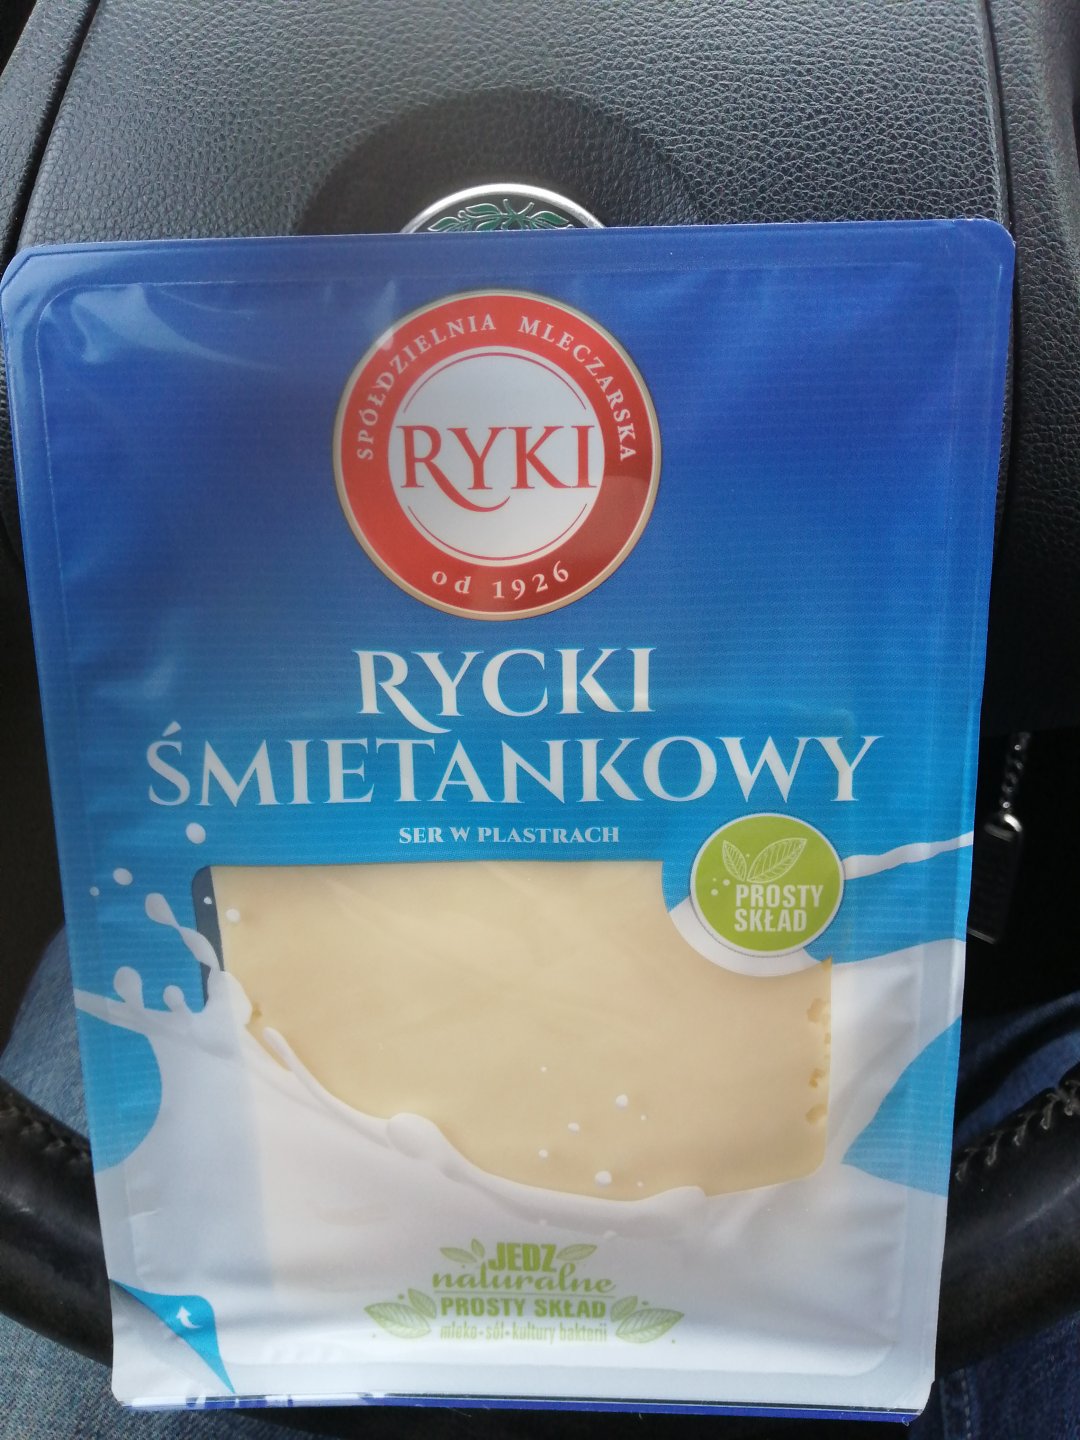 SPÓŁDZIELNIA MLECZARSKA
RYKI
od 1926
RYCKI
ŚMIETANKOWY
SER W PLASTRACH
PROSTY
SKŁAD
JEDZ
naturalne
PROSTY SKŁAD
mleko • sól • kultury bakterii